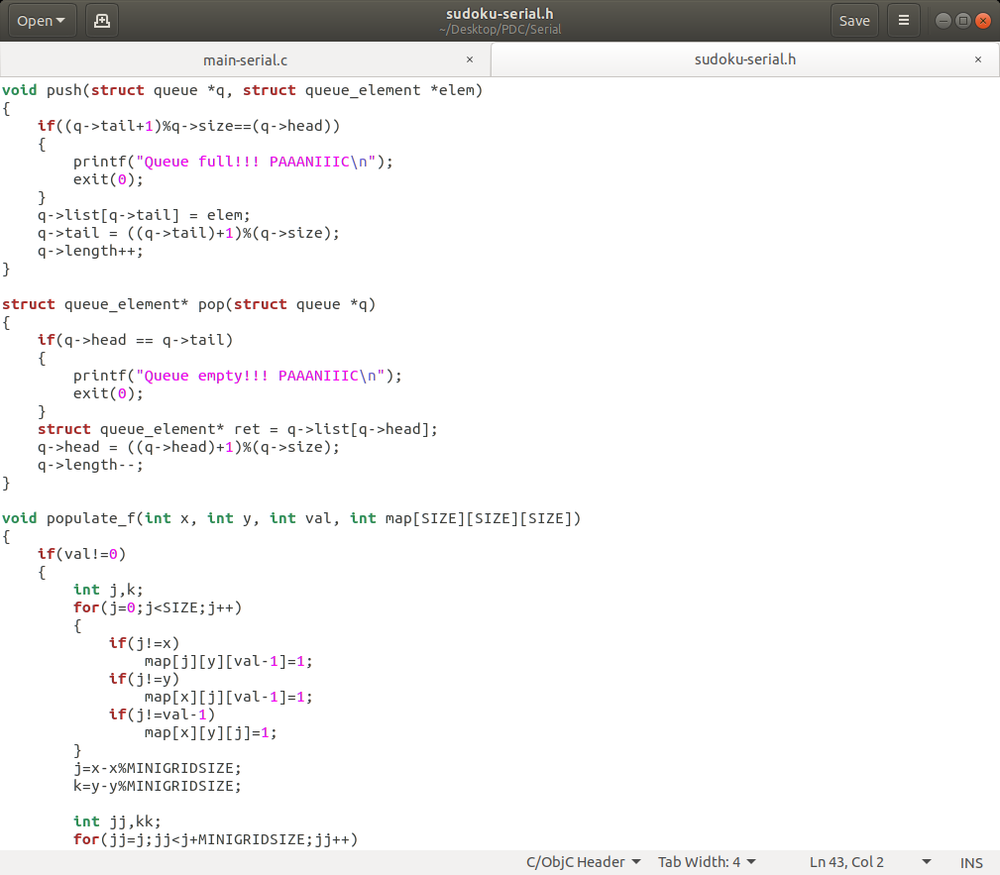 Open
sudoku-serial.h
~/Desktop/PDC/Serial
Save
main-serial.c
sudoku-serial.h
void push(struct queue *q, struct queue_element *elem)
{
    if((q->tail+1)%q->size==(q->head))
    {
        printf("Queue full!!! PAAANIIIC\n");
        exit(0);
    }
    q->list[q->tail] = elem;
    q->tail = ((q->tail)+1)%(q->size);
    q->length++;
}

struct queue_element* pop(struct queue *q)
{
    if(q->head == q->tail)
    {
        printf("Queue empty!!! PAAANIIIC\n");
        exit(0);
    }
    struct queue_element* ret = q->list[q->head];
    q->head = ((q->head)+1)%(q->size);
    q->length--;
}

void populate_f(int x, int y, int val, int map[SIZE][SIZE][SIZE])
{
    if(val!=0)
    {
        int j,k;
        for(j=0;j<SIZE;j++)
        {
            if(j!=x)
                map[j][y][val-1]=1;
            if(j!=y)
                map[x][j][val-1]=1;
            if(j!=val-1)
                map[x][y][j]=1;
        }
        j=x-x%MINIGRIDSIZE;
        k=y-y%MINIGRIDSIZE;

        int jj,kk;
        for(jj=j;jj<j+MINIGRIDSIZE;jj++)
C/ObjC Header
Tab Width: 4
Ln 43, Col 2
INS